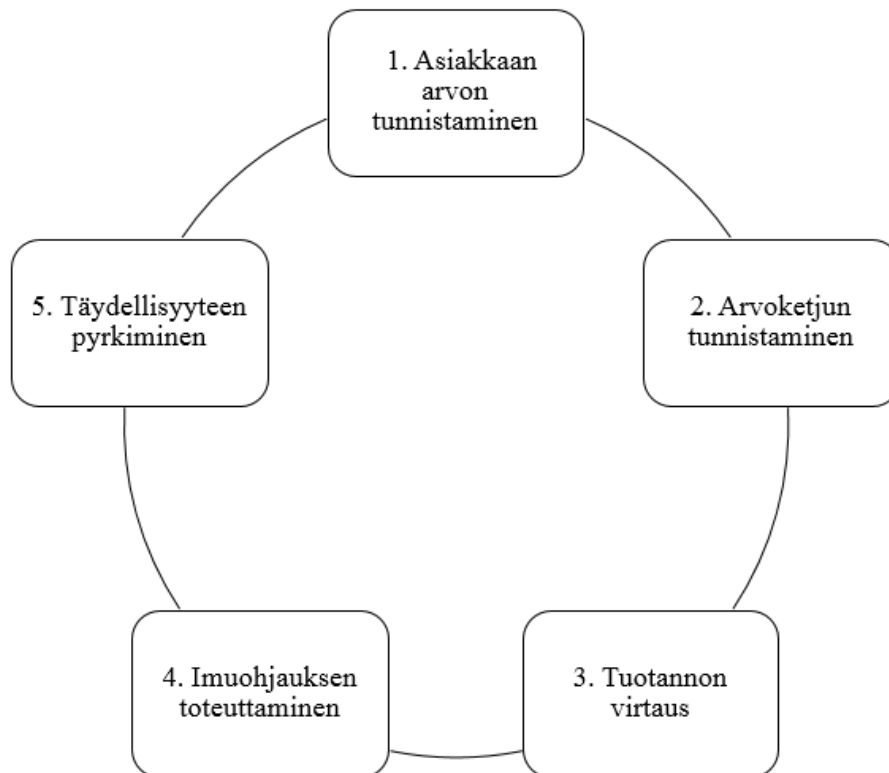 1. Asiakkaan
arvon
tunnistaminen
2. Arvoketjun
tunnistaminen
3. Tuotannon
virtaus
4. Imuohjauksen
toteuttaminen
5. Täydellisyyteen
pyrkiminen